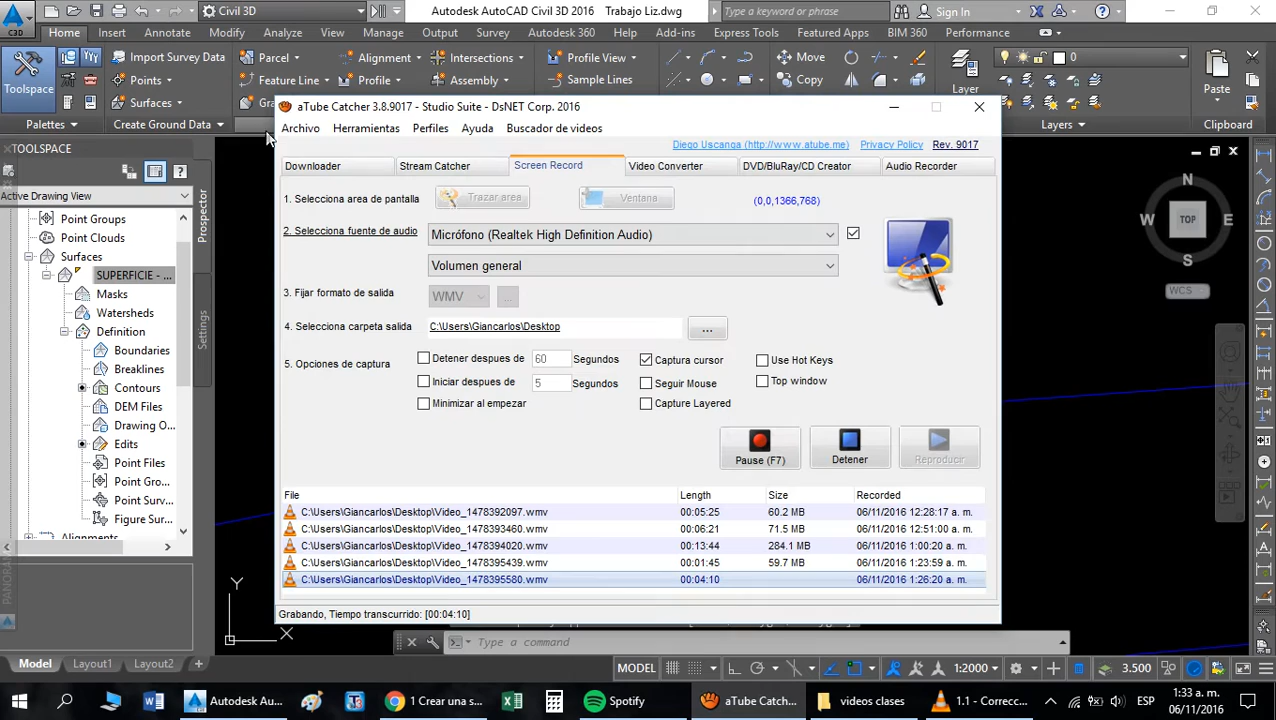 Civil 3D
Autodesk AutoCAD Civil 3D 2016 Trabajo Liz.dwg
Type a keyword or phrase
Sign In
C3D
Home Insert Annotate Modify Analyze View Manage Output Survey Autodesk 360 Help Add-ins Express Tools Featured Apps BIM 360 Performance
Toolspace
Import Survey Data
Points
Surfaces
Parcel
Feature Line
Alignment
Profile
Intersections
Assembly
Profile View
Sample Lines
Move
Copy
Layer
Properties
0
Paste
Palettes
Create Ground Data
Layers
Clipboard
aTube Catcher 3.8.9017 - Studio Suite - DsNET Corp. 2016
Archivo Herramientas Perfiles Ayuda Buscador de videos
Diego Uscanga (http://www.atube.me) Privacy Policy Rev. 9017
Downloader Stream Catcher Screen Record Video Converter DVD/BluRay/CD Creator Audio Recorder
1. Selecciona area de pantalla
Trazar area
Ventana
(0,0,1366,768)
2. Selecciona fuente de audio
Micrófono (Realtek High Definition Audio)
Volumen general
3. Fijar formato de salida
WMV
...
4. Selecciona carpeta salida
C:\Users\Giancarlos\Desktop
...
5. Opciones de captura
Detener despues de 60 Segundos
Iniciar despues de 5 Segundos
Minimizar al empezar
Captura cursor
Seguir Mouse
Capture Layered
Use Hot Keys
Top window
Pause (F7)
Detener
Reproducir
File Length Size Recorded
C:\Users\Giancarlos\Desktop\Video_1478392097.wmv 00:05:25 60.2 MB 06/11/2016 12:28:17 a. m.
C:\Users\Giancarlos\Desktop\Video_1478393460.wmv 00:06:21 71.5 MB 06/11/2016 12:51:00 a. m.
C:\Users\Giancarlos\Desktop\Video_1478394020.wmv 00:13:44 284.1 MB 06/11/2016 1:00:20 a. m.
C:\Users\Giancarlos\Desktop\Video_1478395439.wmv 00:01:45 59.7 MB 06/11/2016 1:23:59 a. m.
C:\Users\Giancarlos\Desktop\Video_1478395580.wmv 00:04:10 06/11/2016 1:26:20 a. m.
Grabando, Tiempo transcurrido: [00:04:10]
TOOLSPACE
Active Drawing View
Point Groups
Point Clouds
Surfaces
SUPERFICIE - ...
Masks
Watersheds
Definition
Boundaries
Breaklines
Contours
DEM Files
Drawing O...
Edits
Point Files
Point Grou...
Point Surv...
Figure Sur...
Alignments
Prospector
Settings
N
W TOP E
S
WCS
Y
X
Type a command
Model Layout1 Layout2 +
MODEL
1:2000
3.500
Autodesk Au...
1 Crear una s...
Spotify
aTube Catch...
videos clases
1.1 - Correcc...
ESP
1:33 a. m.
06/11/2016